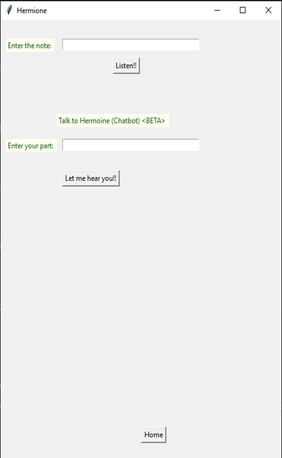 Hermione
Enter the note:
Listen!!
Talk to Hermoine (Chatbot) <BETA>
Enter your part:
Let me hear you!!
Home